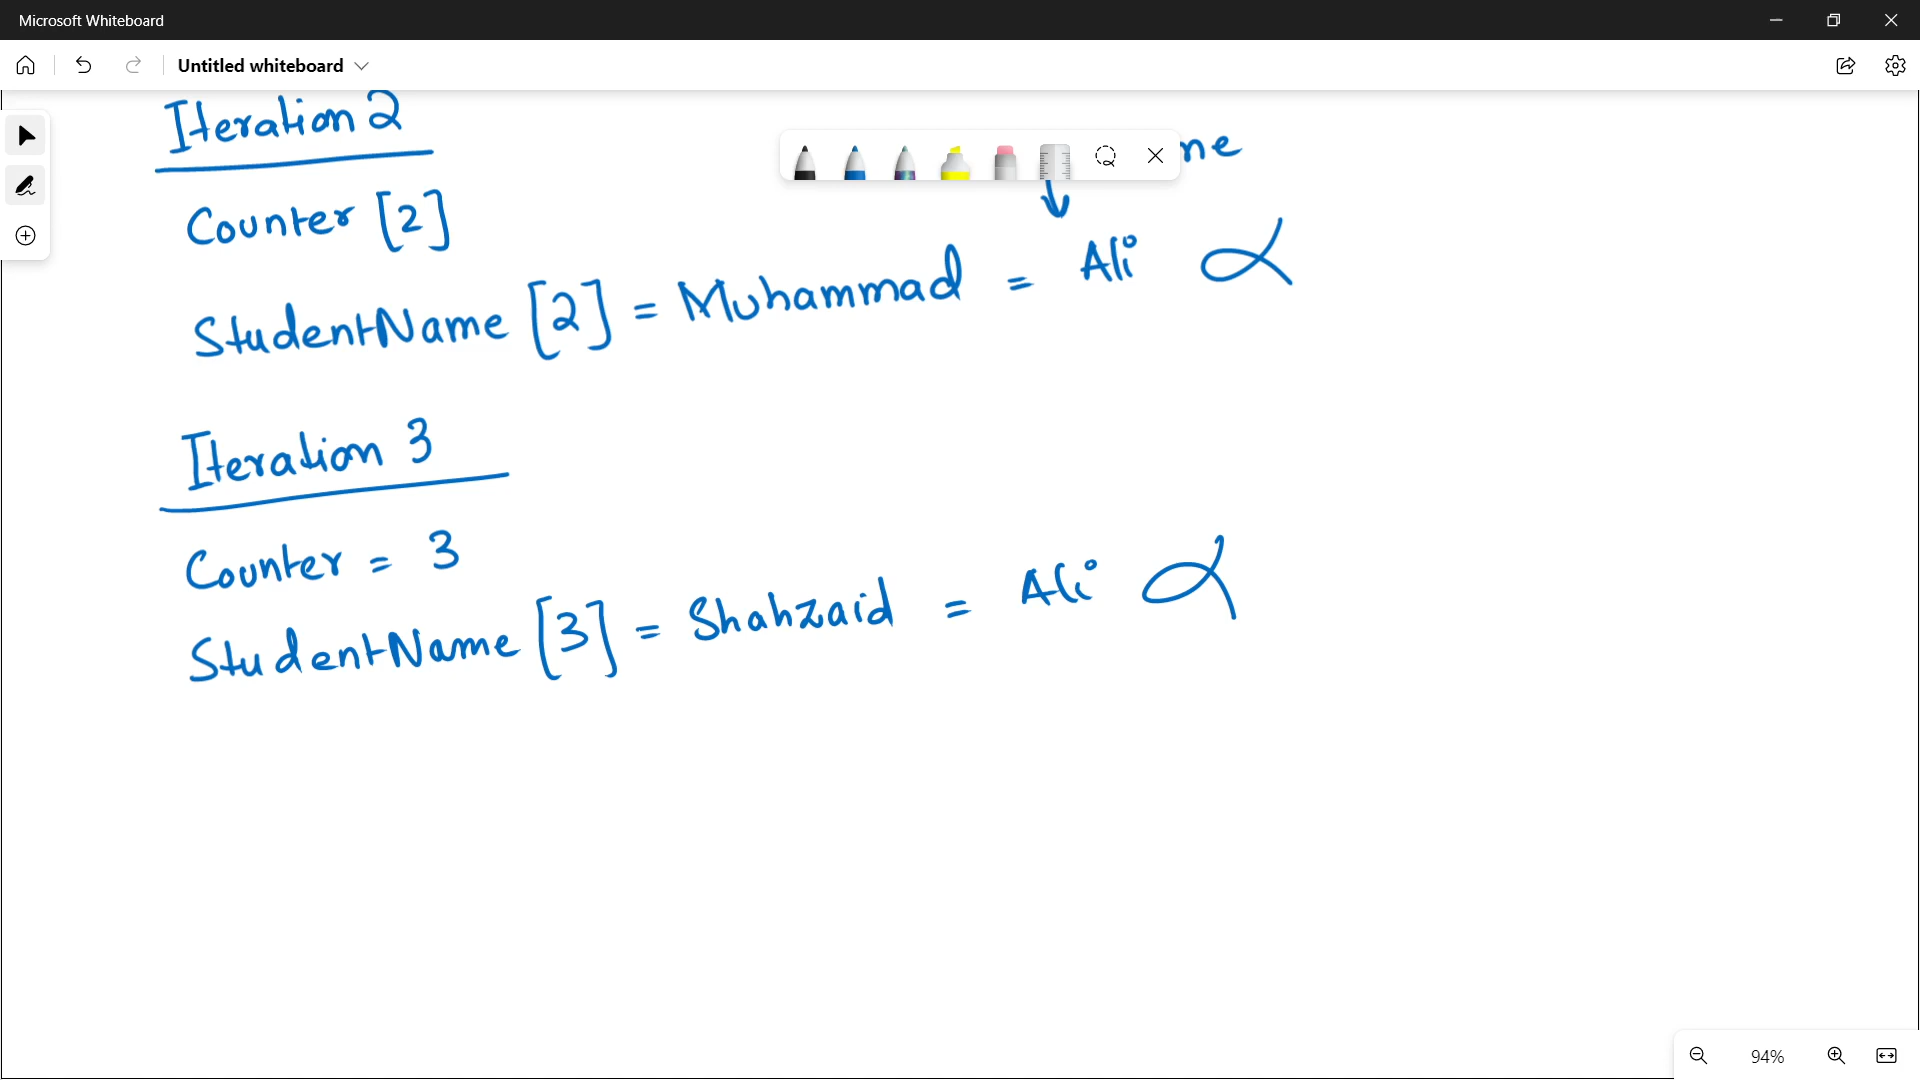 Microsoft Whiteboard
Untitled whiteboard
Iteration 2
ne
Counter [2]
StudentName [2] = Muhammad = Ali
Iteration 3
Counter = 3
StudentName [3] = Shahzaid = Ali
94%